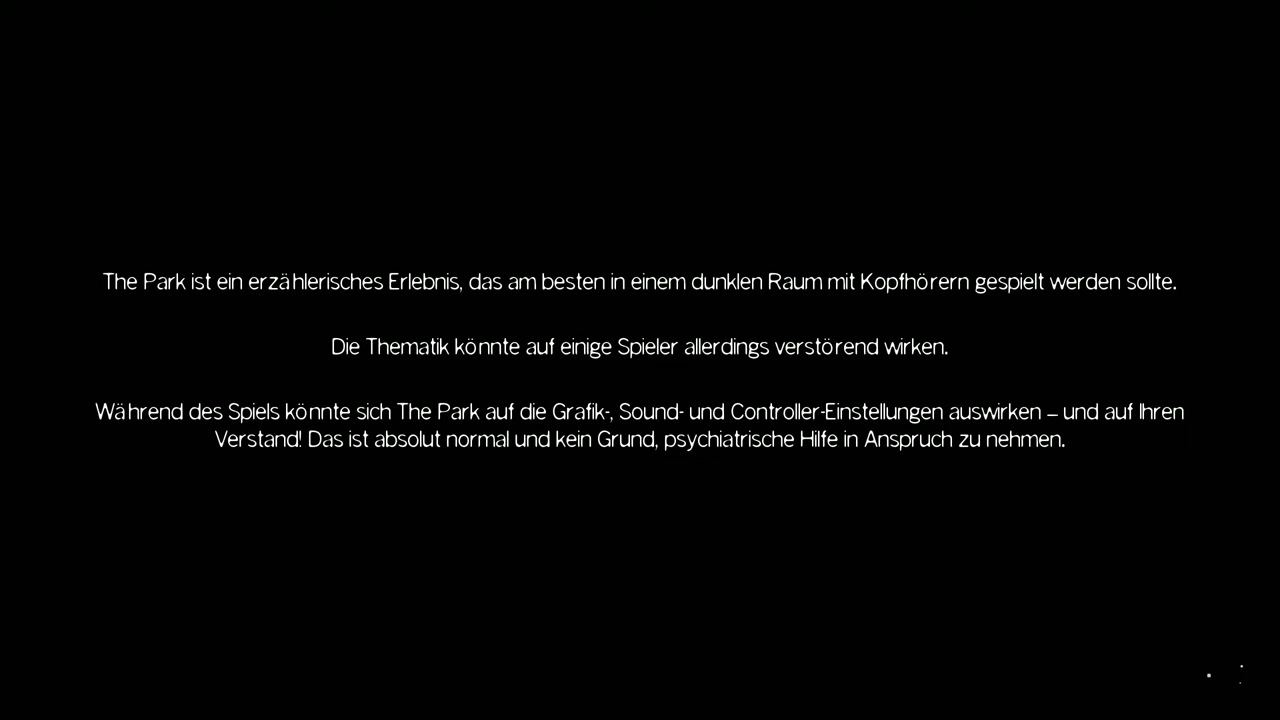 The Park ist ein erzählerisches Erlebnis, das am besten in einem dunklen Raum mit Kopfhörern gespielt werden sollte.
Die Thematik könnte auf einige Spieler allerdings verstörend wirken.
Während des Spiels könnte sich The Park auf die Grafik-, Sound- und Controller-Einstellungen auswirken – und auf Ihren
Verstand! Das ist absolut normal und kein Grund, psychiatrische Hilfe in Anspruch zu nehmen.